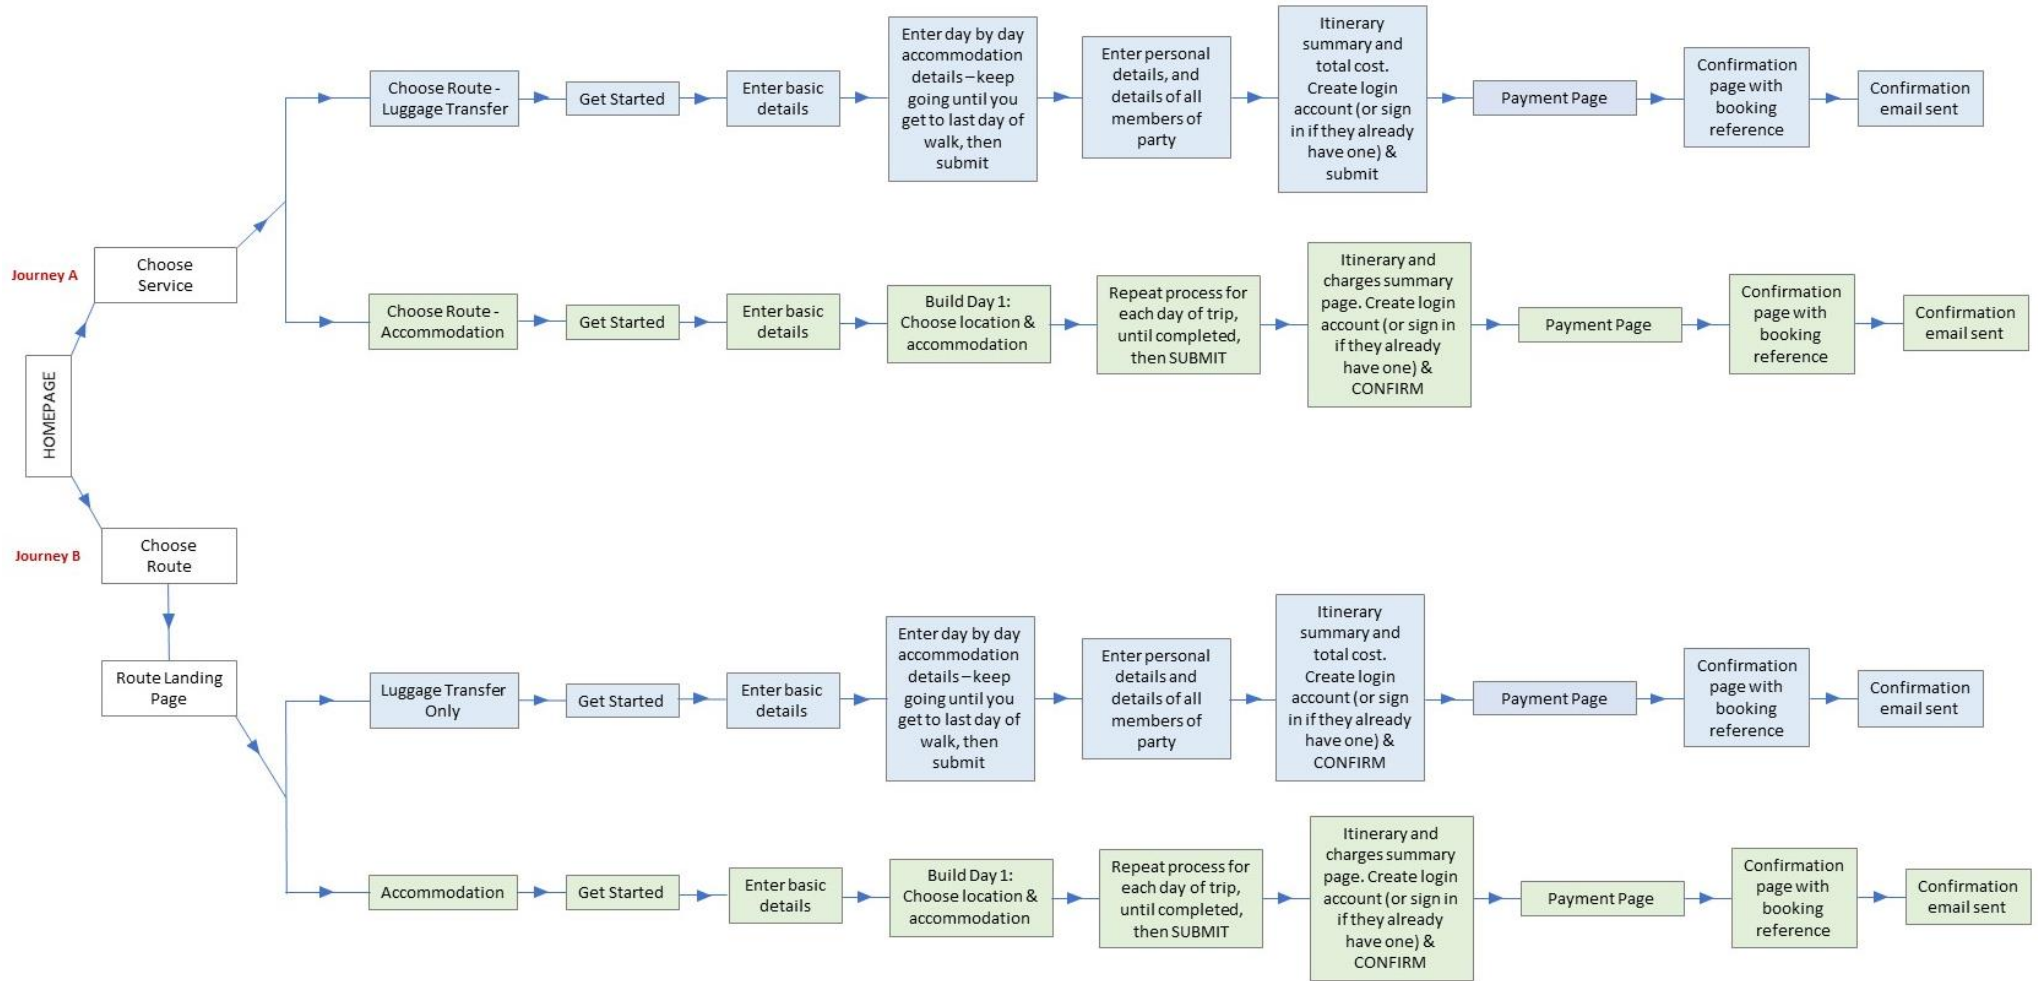 Journey A
Choose
Service
HOMEPAGE
Journey B
Choose
Route
Route Landing
Page
Choose Route -
Luggage Transfer
Get Started
Enter basic
details
Enter day by day
accommodation
details – keep
going until you
get to last day of
walk, then
submit
Enter personal
details, and
details of all
members of
party
Itinerary
summary and
total cost.
Create login
account (or sign
in if they already
have one) &
submit
Payment Page
Confirmation
page with
booking
reference
Confirmation
email sent
Choose Route -
Accommodation
Get Started
Enter basic
details
Build Day 1:
Choose location &
accommodation
Repeat process for
each day of trip,
until completed,
then SUBMIT
Itinerary and
charges summary
page. Create login
account (or sign in
if they already
have one) &
CONFIRM
Payment Page
Confirmation
page with
booking
reference
Confirmation
email sent
Luggage Transfer
Only
Get Started
Enter basic
details
Enter day by day
accommodation
details – keep
going until you
get to last day of
walk, then
submit
Enter personal
details and
details of all
members of
party
Itinerary
summary and
total cost.
Create login
account (or sign
in if they already
have one) &
CONFIRM
Payment Page
Confirmation
page with
booking
reference
Confirmation
email sent
Accommodation
Get Started
Enter basic
details
Build Day 1:
Choose location &
accommodation
Repeat process for
each day of trip,
until completed,
then SUBMIT
Itinerary and
charges summary
page. Create login
account (or sign in
if they already
have one) &
CONFIRM
Payment Page
Confirmation
page with
booking
reference
Confirmation
email sent